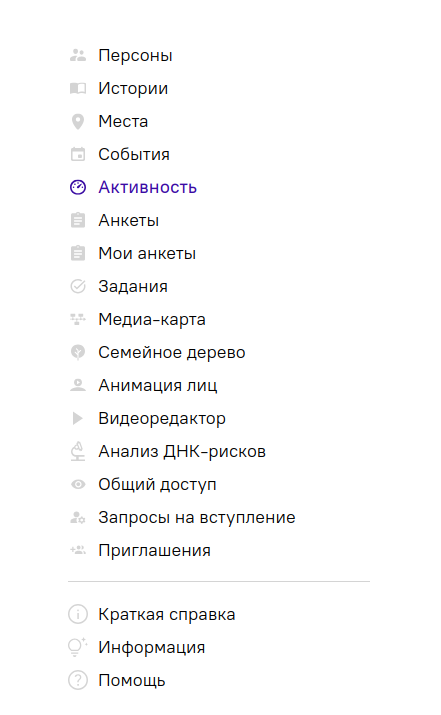 Персоны
Истории
Места
События
Активность
Анкеты
Мои анкеты
Задания
Медиа-карта
Семейное дерево
Анимация лиц
Видеоредактор
Анализ ДНК-рисков
Общий доступ
Запросы на вступление
Приглашения
Краткая справка
Информация
Помощь